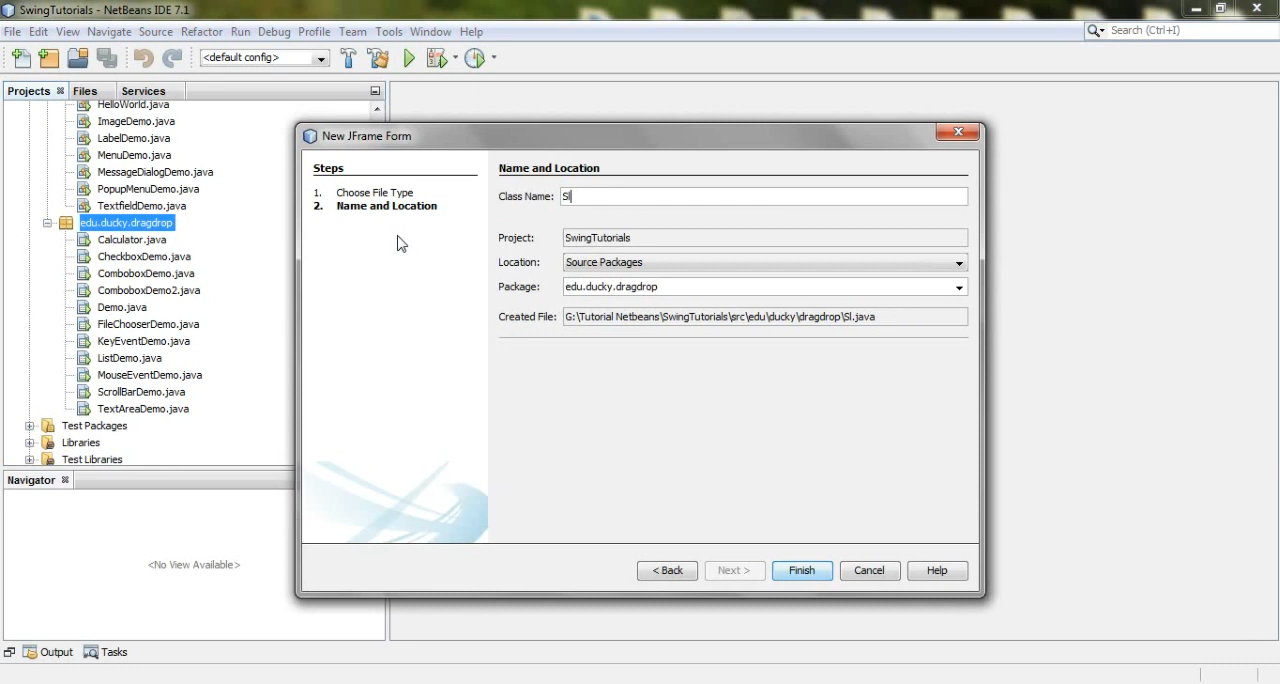 SwingTutorials - NetBeans IDE 7.1
File Edit View Navigate Source Refactor Run Debug Profile Team Tools Window Help
Search (Ctrl+I)
<default config>
Projects Files Services
HelloWorld.java
ImageDemo.java
LabelDemo.java
MenuDemo.java
MessageDialogDemo.java
PopupMenuDemo.java
TextfieldDemo.java
edu.ducky.dragdrop
Calculator.java
CheckboxDemo.java
ComboboxDemo.java
ComboboxDemo2.java
Demo.java
FileChooserDemo.java
KeyEventDemo.java
ListDemo.java
MouseEventDemo.java
ScrollBarDemo.java
TextAreaDemo.java
Test Packages
Libraries
Test Libraries
Navigator
<No View Available>
New JFrame Form
Steps
1. Choose File Type
2. Name and Location
Name and Location
Class Name: Sl
Project: SwingTutorials
Location: Source Packages
Package: edu.ducky.dragdrop
Created File: G:\Tutorial Netbeans\SwingTutorials\src\edu\ducky\dragdrop\Sl.java
< Back Next > Finish Cancel Help
Output Tasks